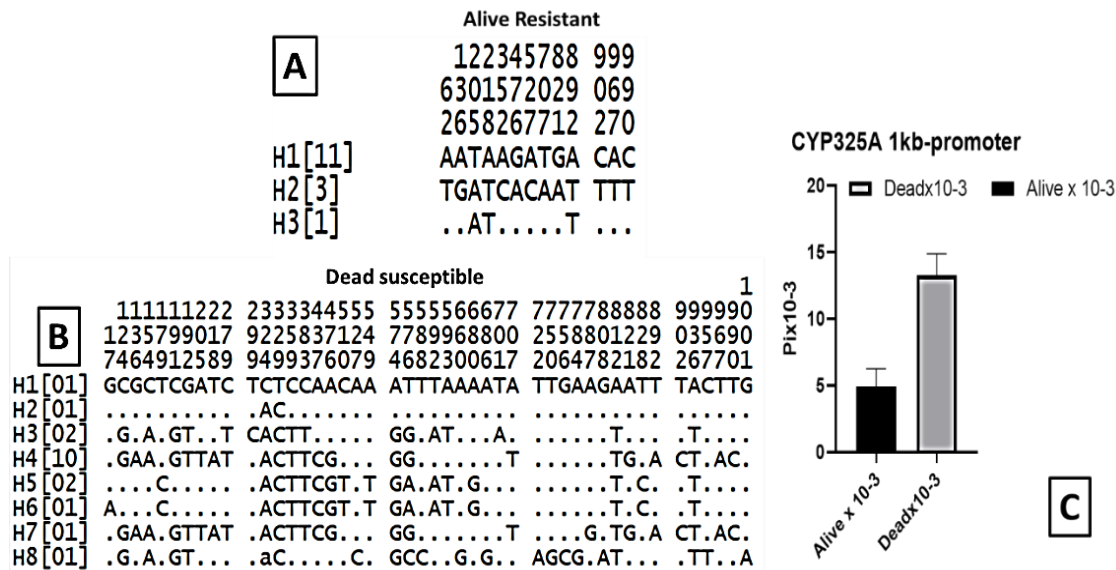 Alive Resistant
A
122345788 999
6301572029 069
2658267712 270
H1[11] AATAAGATGA CAC
H2[3] TGATCACAAT TTT
H3[1] ..AT.....T ...
Dead susceptible
B
1
111111222 2333344555 5555566677 7777788888 999990
1235799017 9225837124 7789968800 2558801229 035690
7464912589 9499376079 4682300617 2064782182 267701
H1[01] GCGCTCGATC TCTCCAACAA ATTTAAAATA TTGAAGAATT TACTTG
H2[01] .......... .AC....... .......... .......... ......
H3[02] .G.A.GT..T CACTT..... GG.AT...A. ......T... .T....
H4[10] .GAA.GTTAT .ACTTCG... GG.......T ......TG.A CT.AC.
H5[02] ....C..... .ACTTCGT.T GA.AT.G... ......T.C. .T....
H6[01] A...C..... .ACTTCGT.T GA.AT.G... ......T.C. .T....
H7[01] .GAA.GTTAT .ACTTCG... GG.......T ....G.TG.A CT.AC.
H8[01] .G.A.GT... .aC.....C. GCC..G.G.. AGCG.AT... .TT..A
CYP325A 1kb-promoter
Deadx10-3 Alive x 10-3
Pix10-3
20
15
10
5
0
Alive x 10-3
Deadx10-3
C